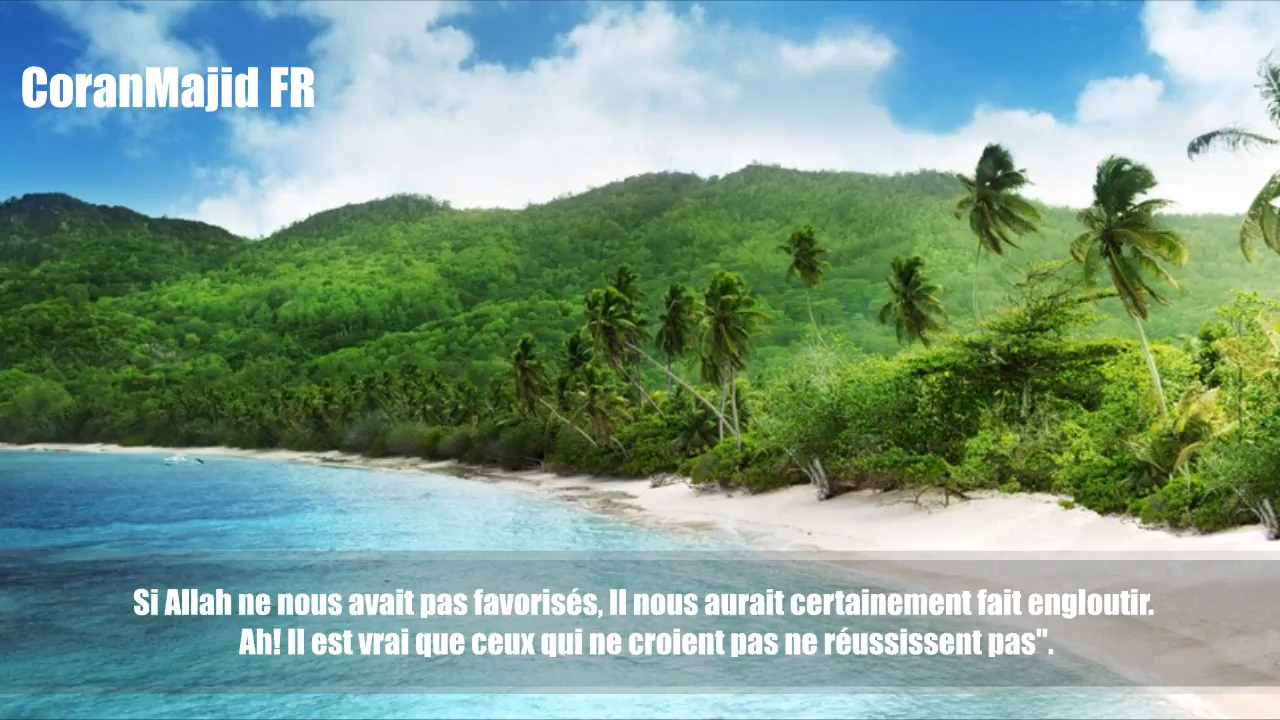 CoranMajid FR
Si Allah ne nous avait pas favorisés, Il nous aurait certainement fait engloutir.
Ah! Il est vrai que ceux qui ne croient pas ne réussissent pas".